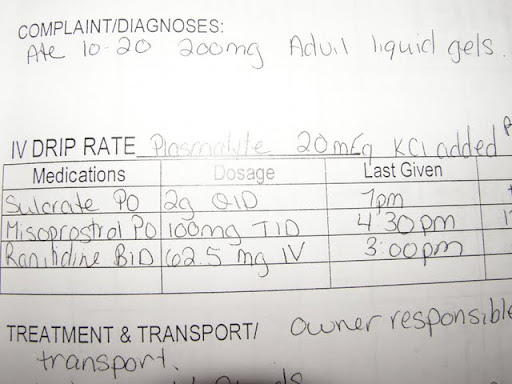 COMPLAINT/DIAGNOSES:
Ate 10-20 200mg Advil liquid gels.
IV DRIP RATE Plasmalyte 20mEq KCl added
Medications Dosage Last Given
Sulcrate PO 2g QID 7pm
Misoprostrol PO 100mg TID 4:30pm
Ranitidine BID 62.5 mg IV 3:00pm
TREATMENT & TRANSPORT/ owner responsible
transport.